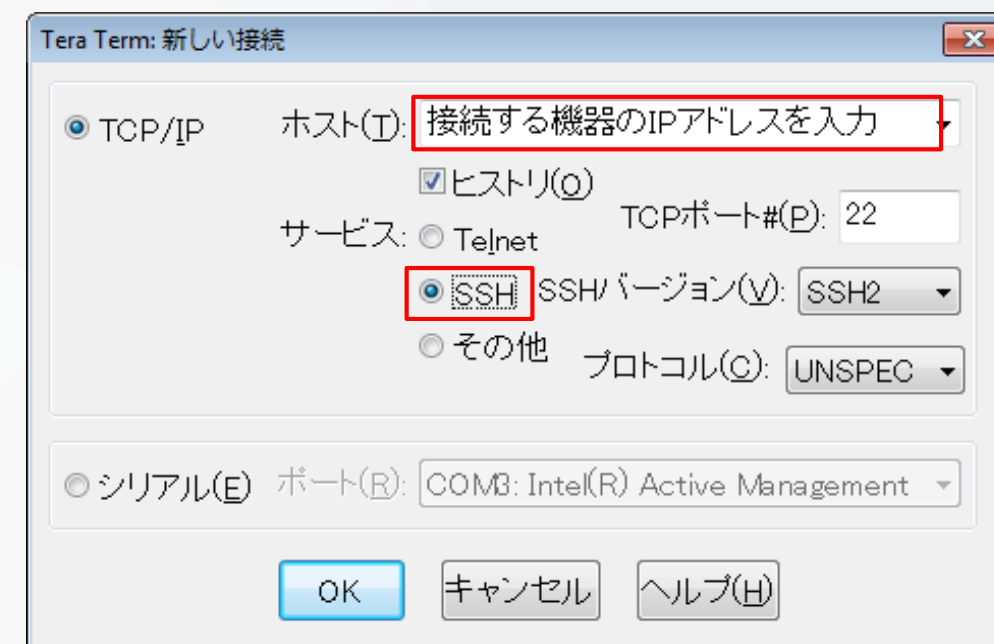 Tera Term: 新しい接続
TCP/IP ホスト(T): 接続する機器のIPアドレスを入力
ヒストリ(O)
サービス: Telnet TCPポート#(P): 22
SSH SSHバージョン(V): SSH2
その他 プロトコル(C): UNSPEC
シリアル(E) ポート(R): COM3: Intel(R) Active Management
OK キャンセル ヘルプ(H)